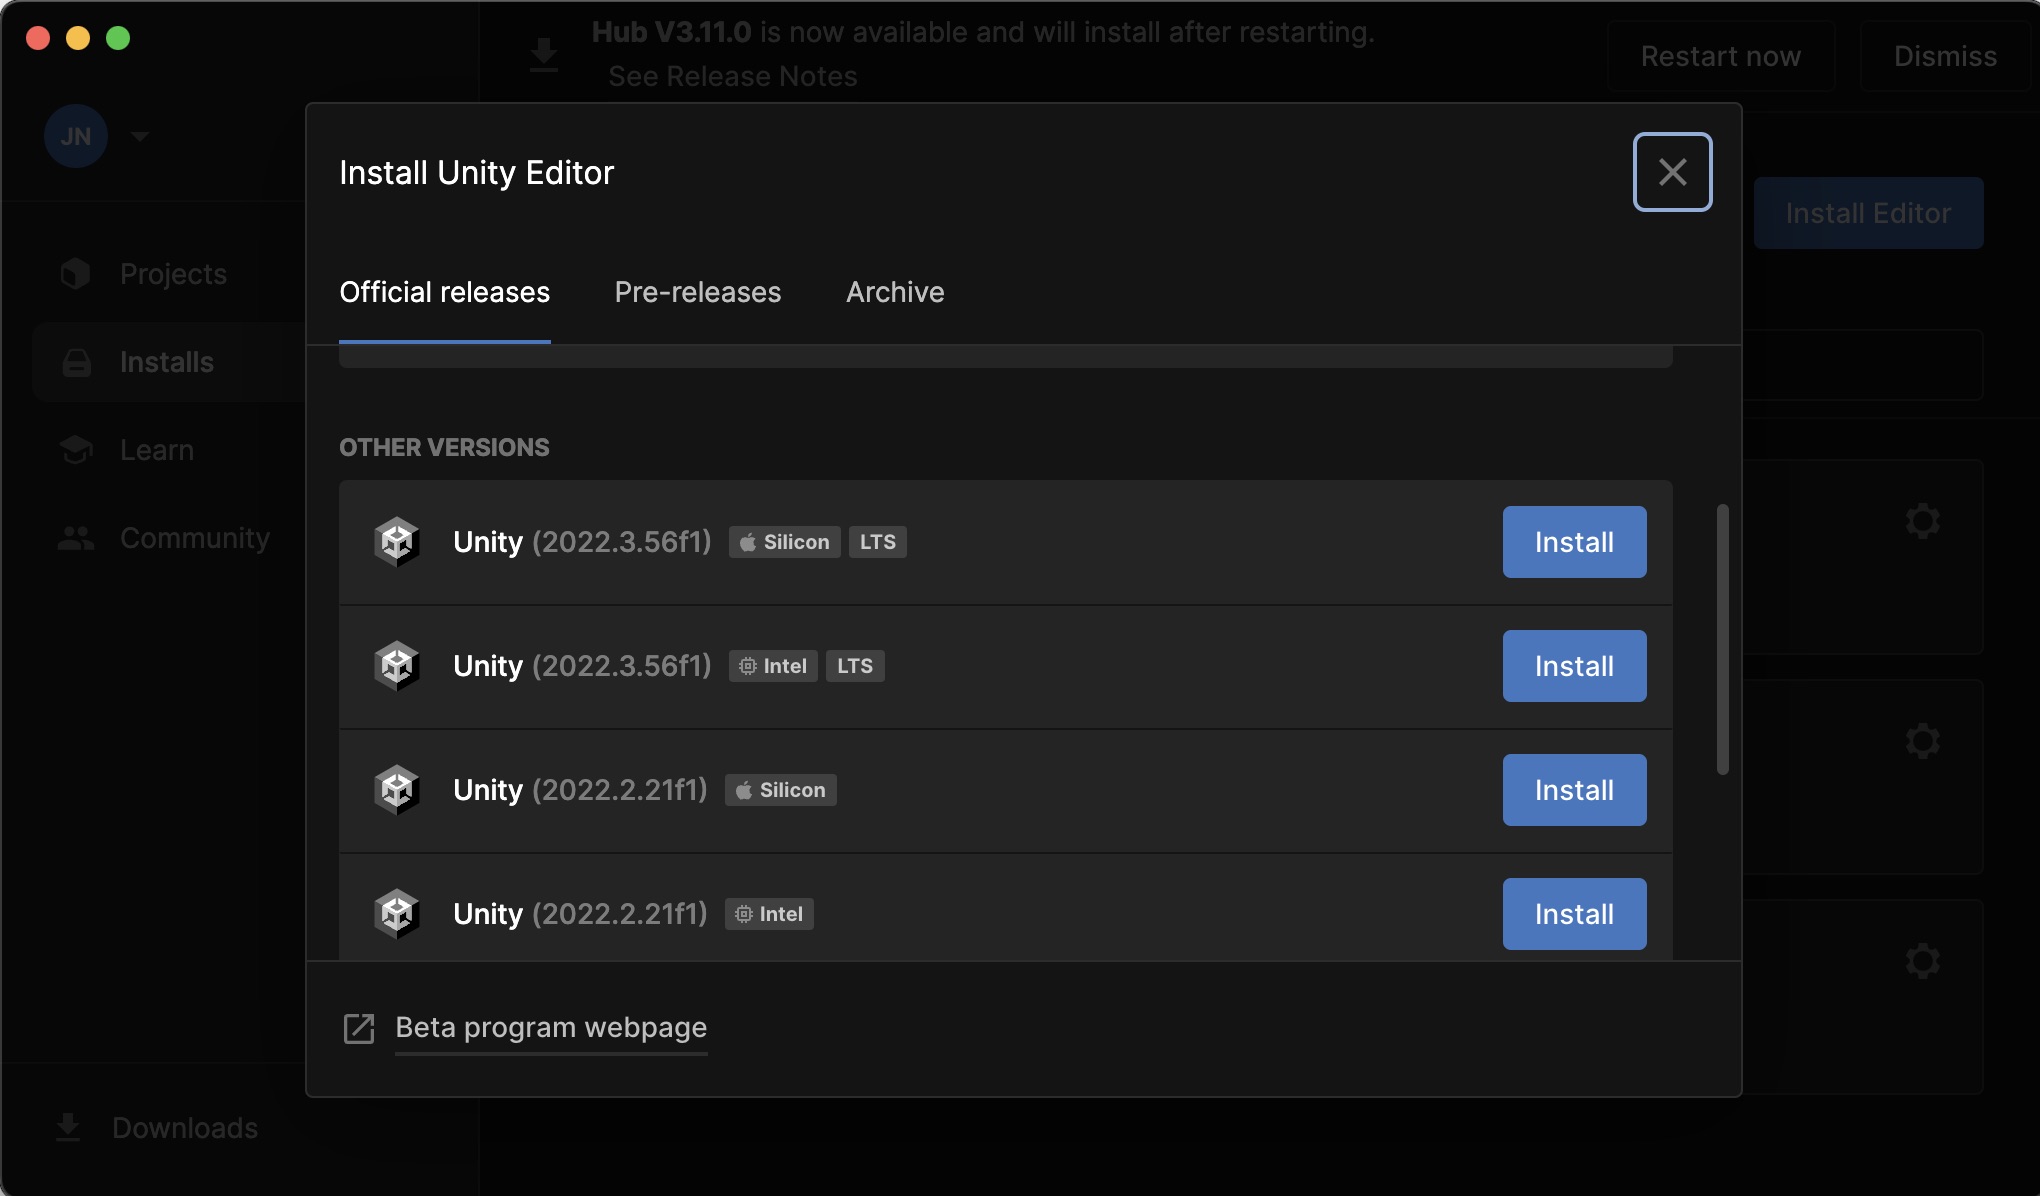 Hub V3.11.0 is now available and will install after restarting.
See Release Notes
Restart now
Dismiss
JN
Install Unity Editor
Install Editor
Projects
Official releases
Pre-releases
Archive
Installs
Learn
OTHER VERSIONS
Community
Unity (2022.3.56f1) Silicon LTS
Install
Unity (2022.3.56f1) Intel LTS
Install
Unity (2022.2.21f1) Silicon
Install
Unity (2022.2.21f1) Intel
Install
Beta program webpage
Downloads